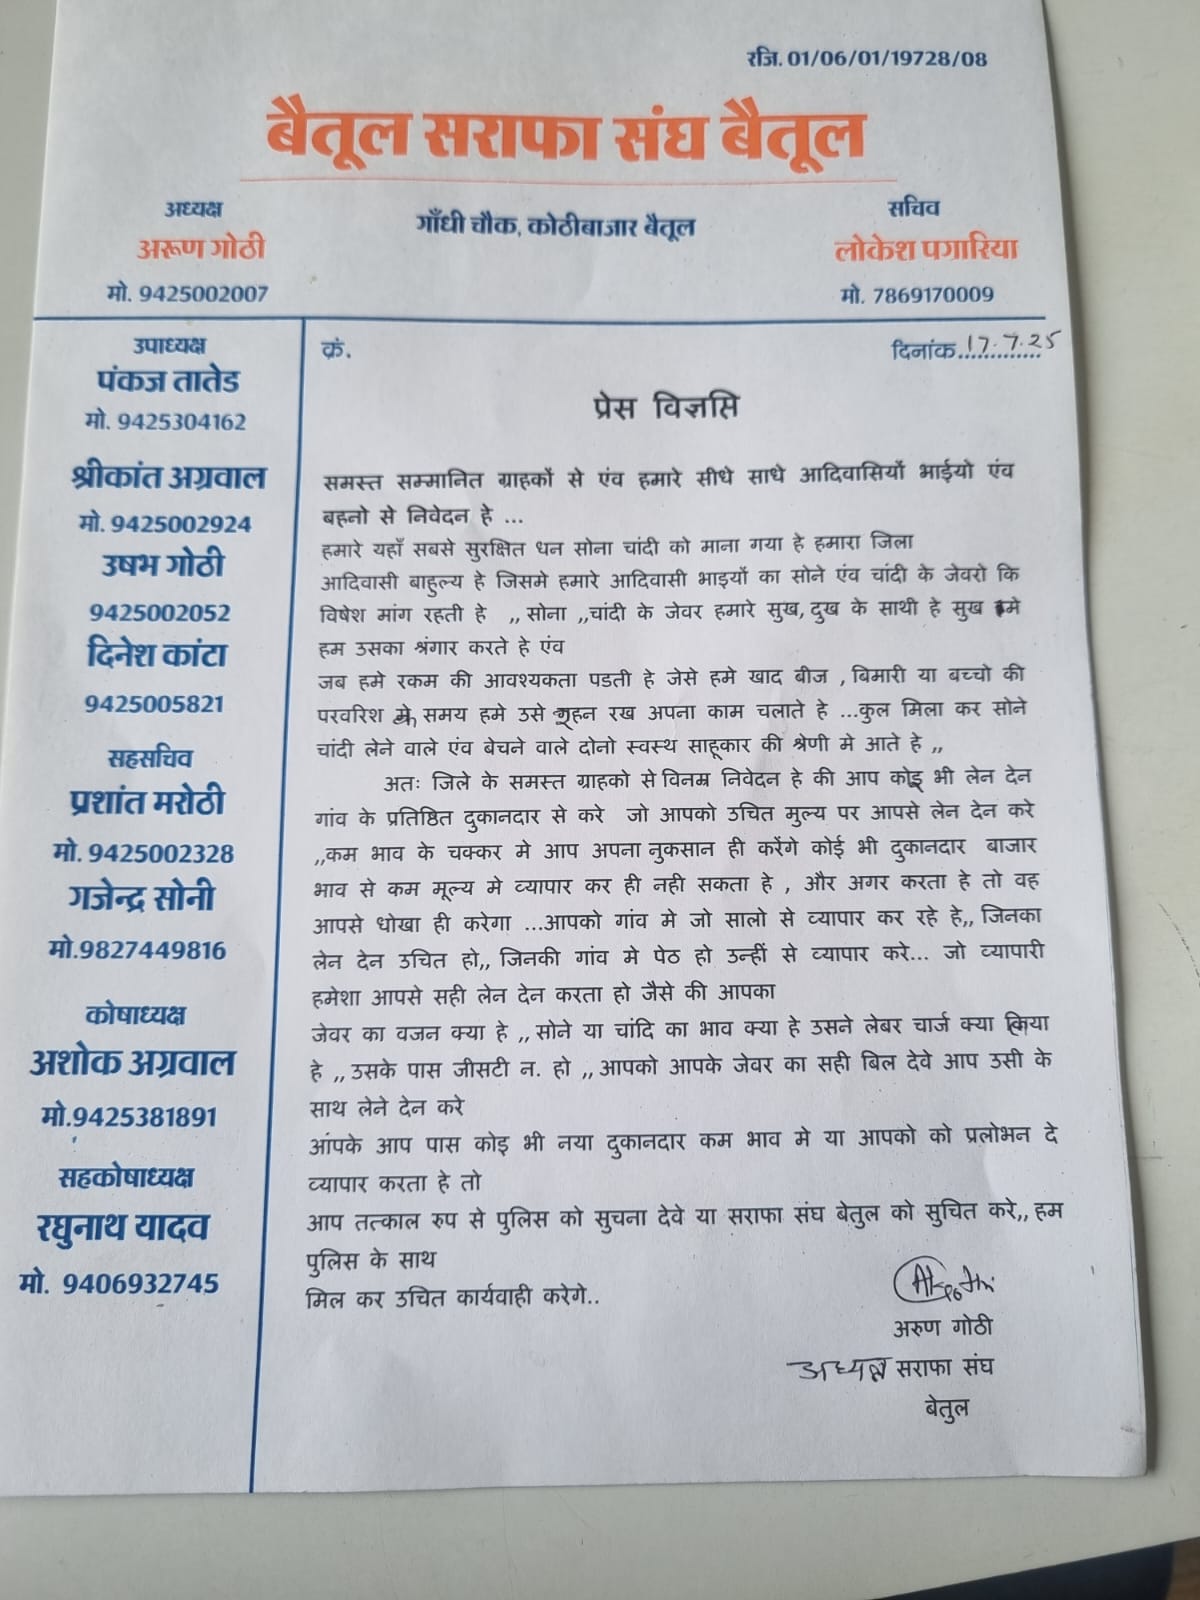 रजि. 01/06/01/19728/08
बैतूल सराफा संघ बैतूल
अध्यक्ष
अरूण गोठी
मो. 9425002007
गाँधी चौक, कोठीबाजार बैतूल
सचिव
लोकेश पगारिया
मो. 7869170009
उपाध्यक्ष
पंकज तातेड
मो. 9425304162
श्रीकांत अग्रवाल
मो. 9425002924
उषभ गोठी
9425002052
दिनेश कांटा
9425005821
सहसचिव
प्रशांत मरोठी
मो. 9425002328
गजेन्द्र सोनी
मो.9827449816
कोषाध्यक्ष
अशोक अग्रवाल
मो.9425381891
सहकोषाध्यक्ष
रघुनाथ यादव
मो. 9406932745
क्रं.
दिनांक 17.7.25
प्रेस विज्ञप्ति
समस्त सम्मानित ग्राहकों से एंव हमारे सीधे साधे आदिवासियों भाईयो एंव
बहनो से निवेदन हे ...
हमारे यहाँ सबसे सुरक्षित धन सोना चांदी को माना गया हे हमारा जिला
आदिवासी बाहुल्य हे जिसमे हमारे आदिवासी भाइयों का सोने एंव चांदी के जेवरो कि
विषेश मांग रहती हे ,, सोना ,,चांदी के जेवर हमारे सुख, दुख के साथी हे सुख मे
हम उसका श्रंगार करते हे एंव
जब हमे रकम की आवश्यकता पडती हे जेसे हमे खाद बीज , बिमारी या बच्चो की
परवरिश के समय हमे उसे गृहन रख अपना काम चलाते हे ...कुल मिला कर सोने
चांदी लेने वाले एंव बेचने वाले दोनो स्वस्थ साहूकार की श्रेणी मे आते हे ,,
अतः जिले के समस्त ग्राहको से विनम्र निवेदन हे की आप कोइ भी लेन देन
गांव के प्रतिष्ठित दुकानदार से करे जो आपको उचित मुल्य पर आपसे लेन देन करे
,,कम भाव के चक्कर मे आप अपना नुकसान ही करेंगे कोई भी दुकानदार बाजार
भाव से कम मूल्य मे व्यापार कर ही नही सकता हे , और अगर करता हे तो वह
आपसे धोखा ही करेगा ...आपको गांव मे जो सालो से व्यापार कर रहे हे,, जिनका
लेन देन उचित हो,, जिनकी गांव मे पेठ हो उन्हीं से व्यापार करे... जो व्यापारी
हमेशा आपसे सही लेन देन करता हो जैसे की आपका
जेवर का वजन क्या हे ,, सोने या चांदि का भाव क्या हे उसने लेबर चार्ज क्या किया
हे ,, उसके पास जीसटी न. हो ,, आपको आपके जेवर का सही बिल देवे आप उसी के
साथ लेने देन करे
आंपके आप पास कोइ भी नया दुकानदार कम भाव मे या आपको को प्रलोभन दे
व्यापार करता हे तो
आप तत्काल रुप से पुलिस को सुचना देवे या सराफा संघ बेतुल को सुचित करे,, हम
पुलिस के साथ
मिल कर उचित कार्यवाही करेगे..
अरुण गोठी
अध्यक्ष सराफा संघ
बेतुल